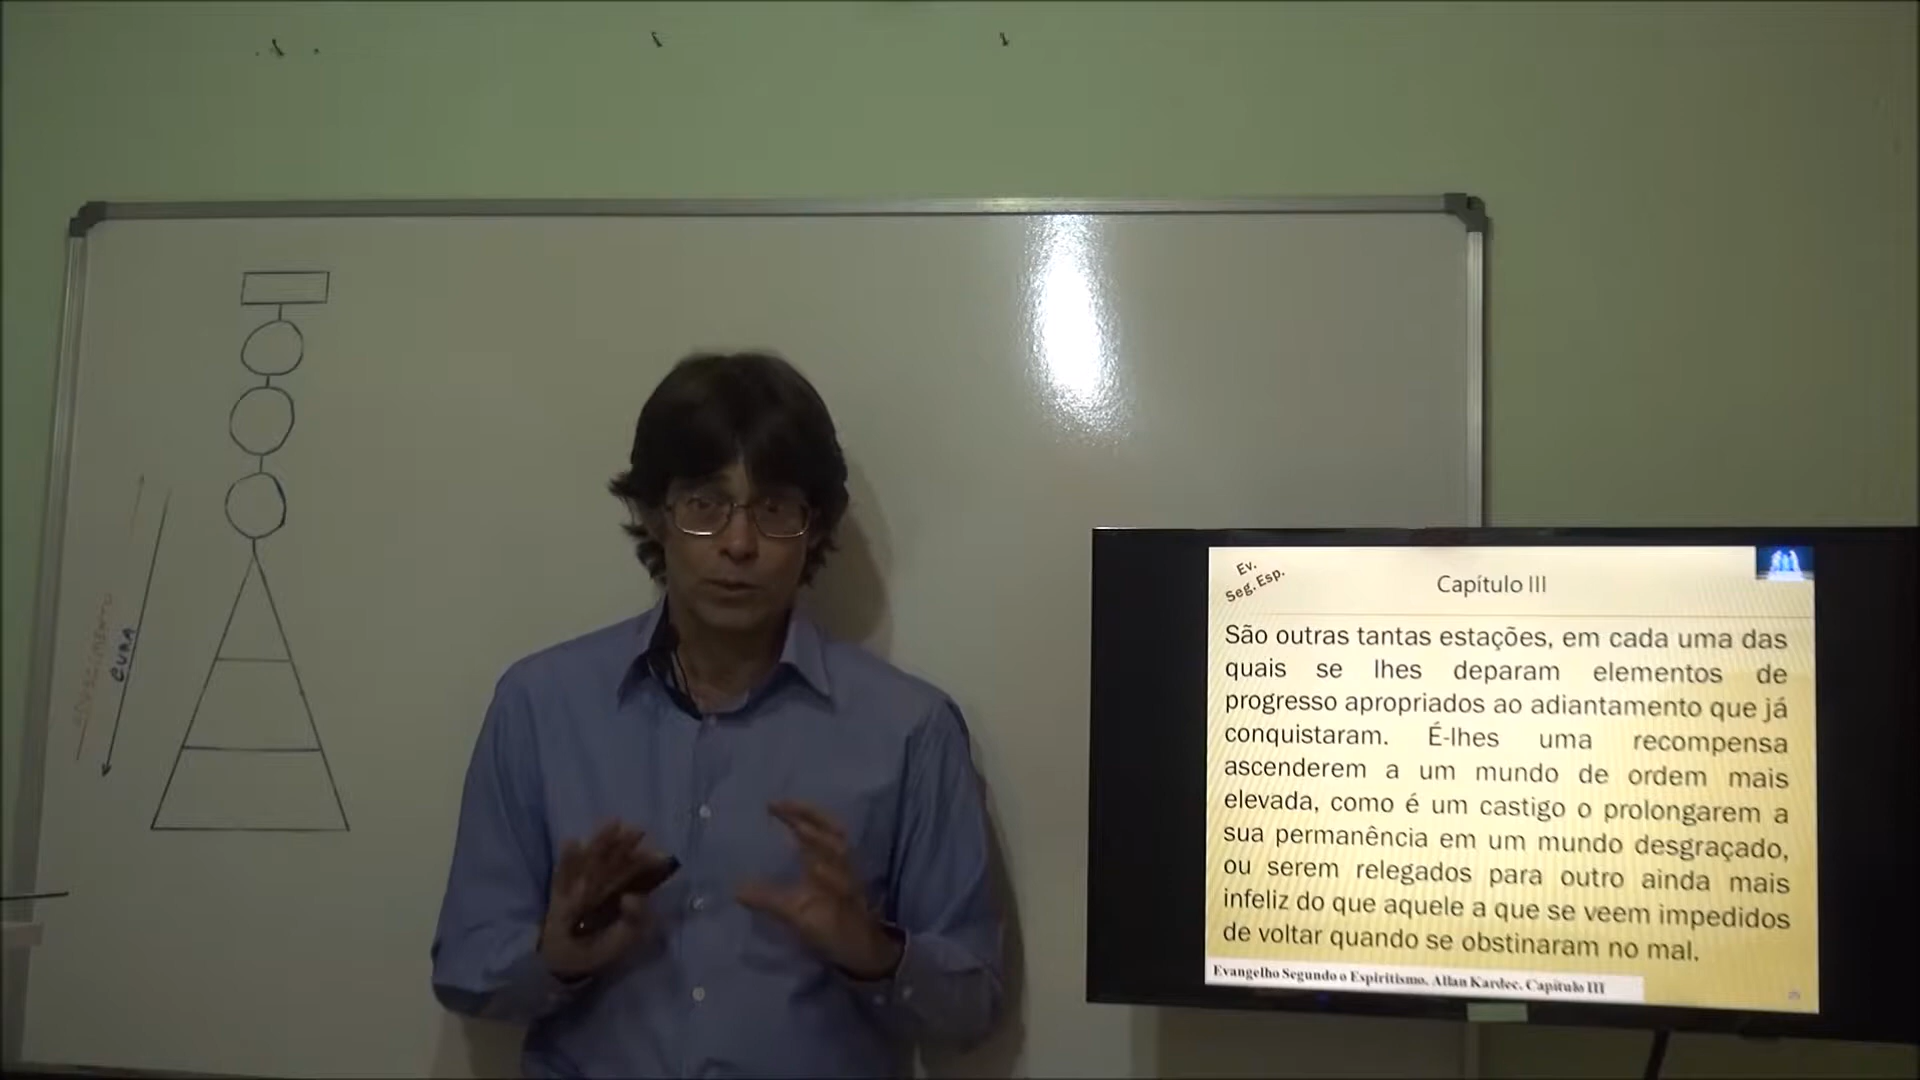 CURA
Ev.
Seg. Esp.
Capítulo III
São outras tantas estações, em cada uma das
quais se lhes deparam elementos de
progresso apropriados ao adiantamento que já
conquistaram. É-lhes uma recompensa
ascenderem a um mundo de ordem mais
elevada, como é um castigo o prolongarem a
sua permanência em um mundo desgraçado,
ou serem relegados para outro ainda mais
infeliz do que aquele a que se veem impedidos
de voltar quando se obstinaram no mal.
Evangelho Segundo o Espiritismo, Allan Kardec, Capítulo III